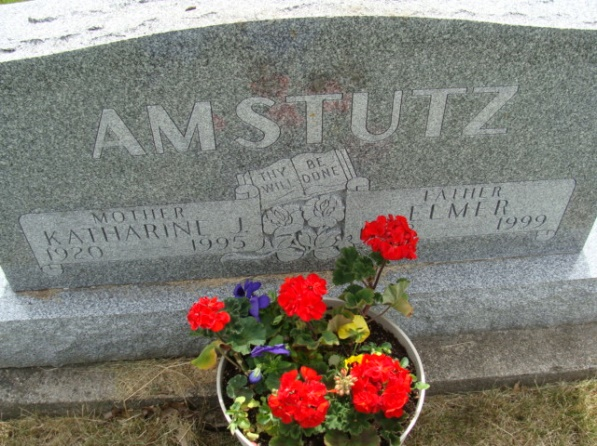 AMSTUTZ
THY WILL BE DONE
MOTHER
KATHARINE J.
1920 1995
FATHER
ELMER
1999